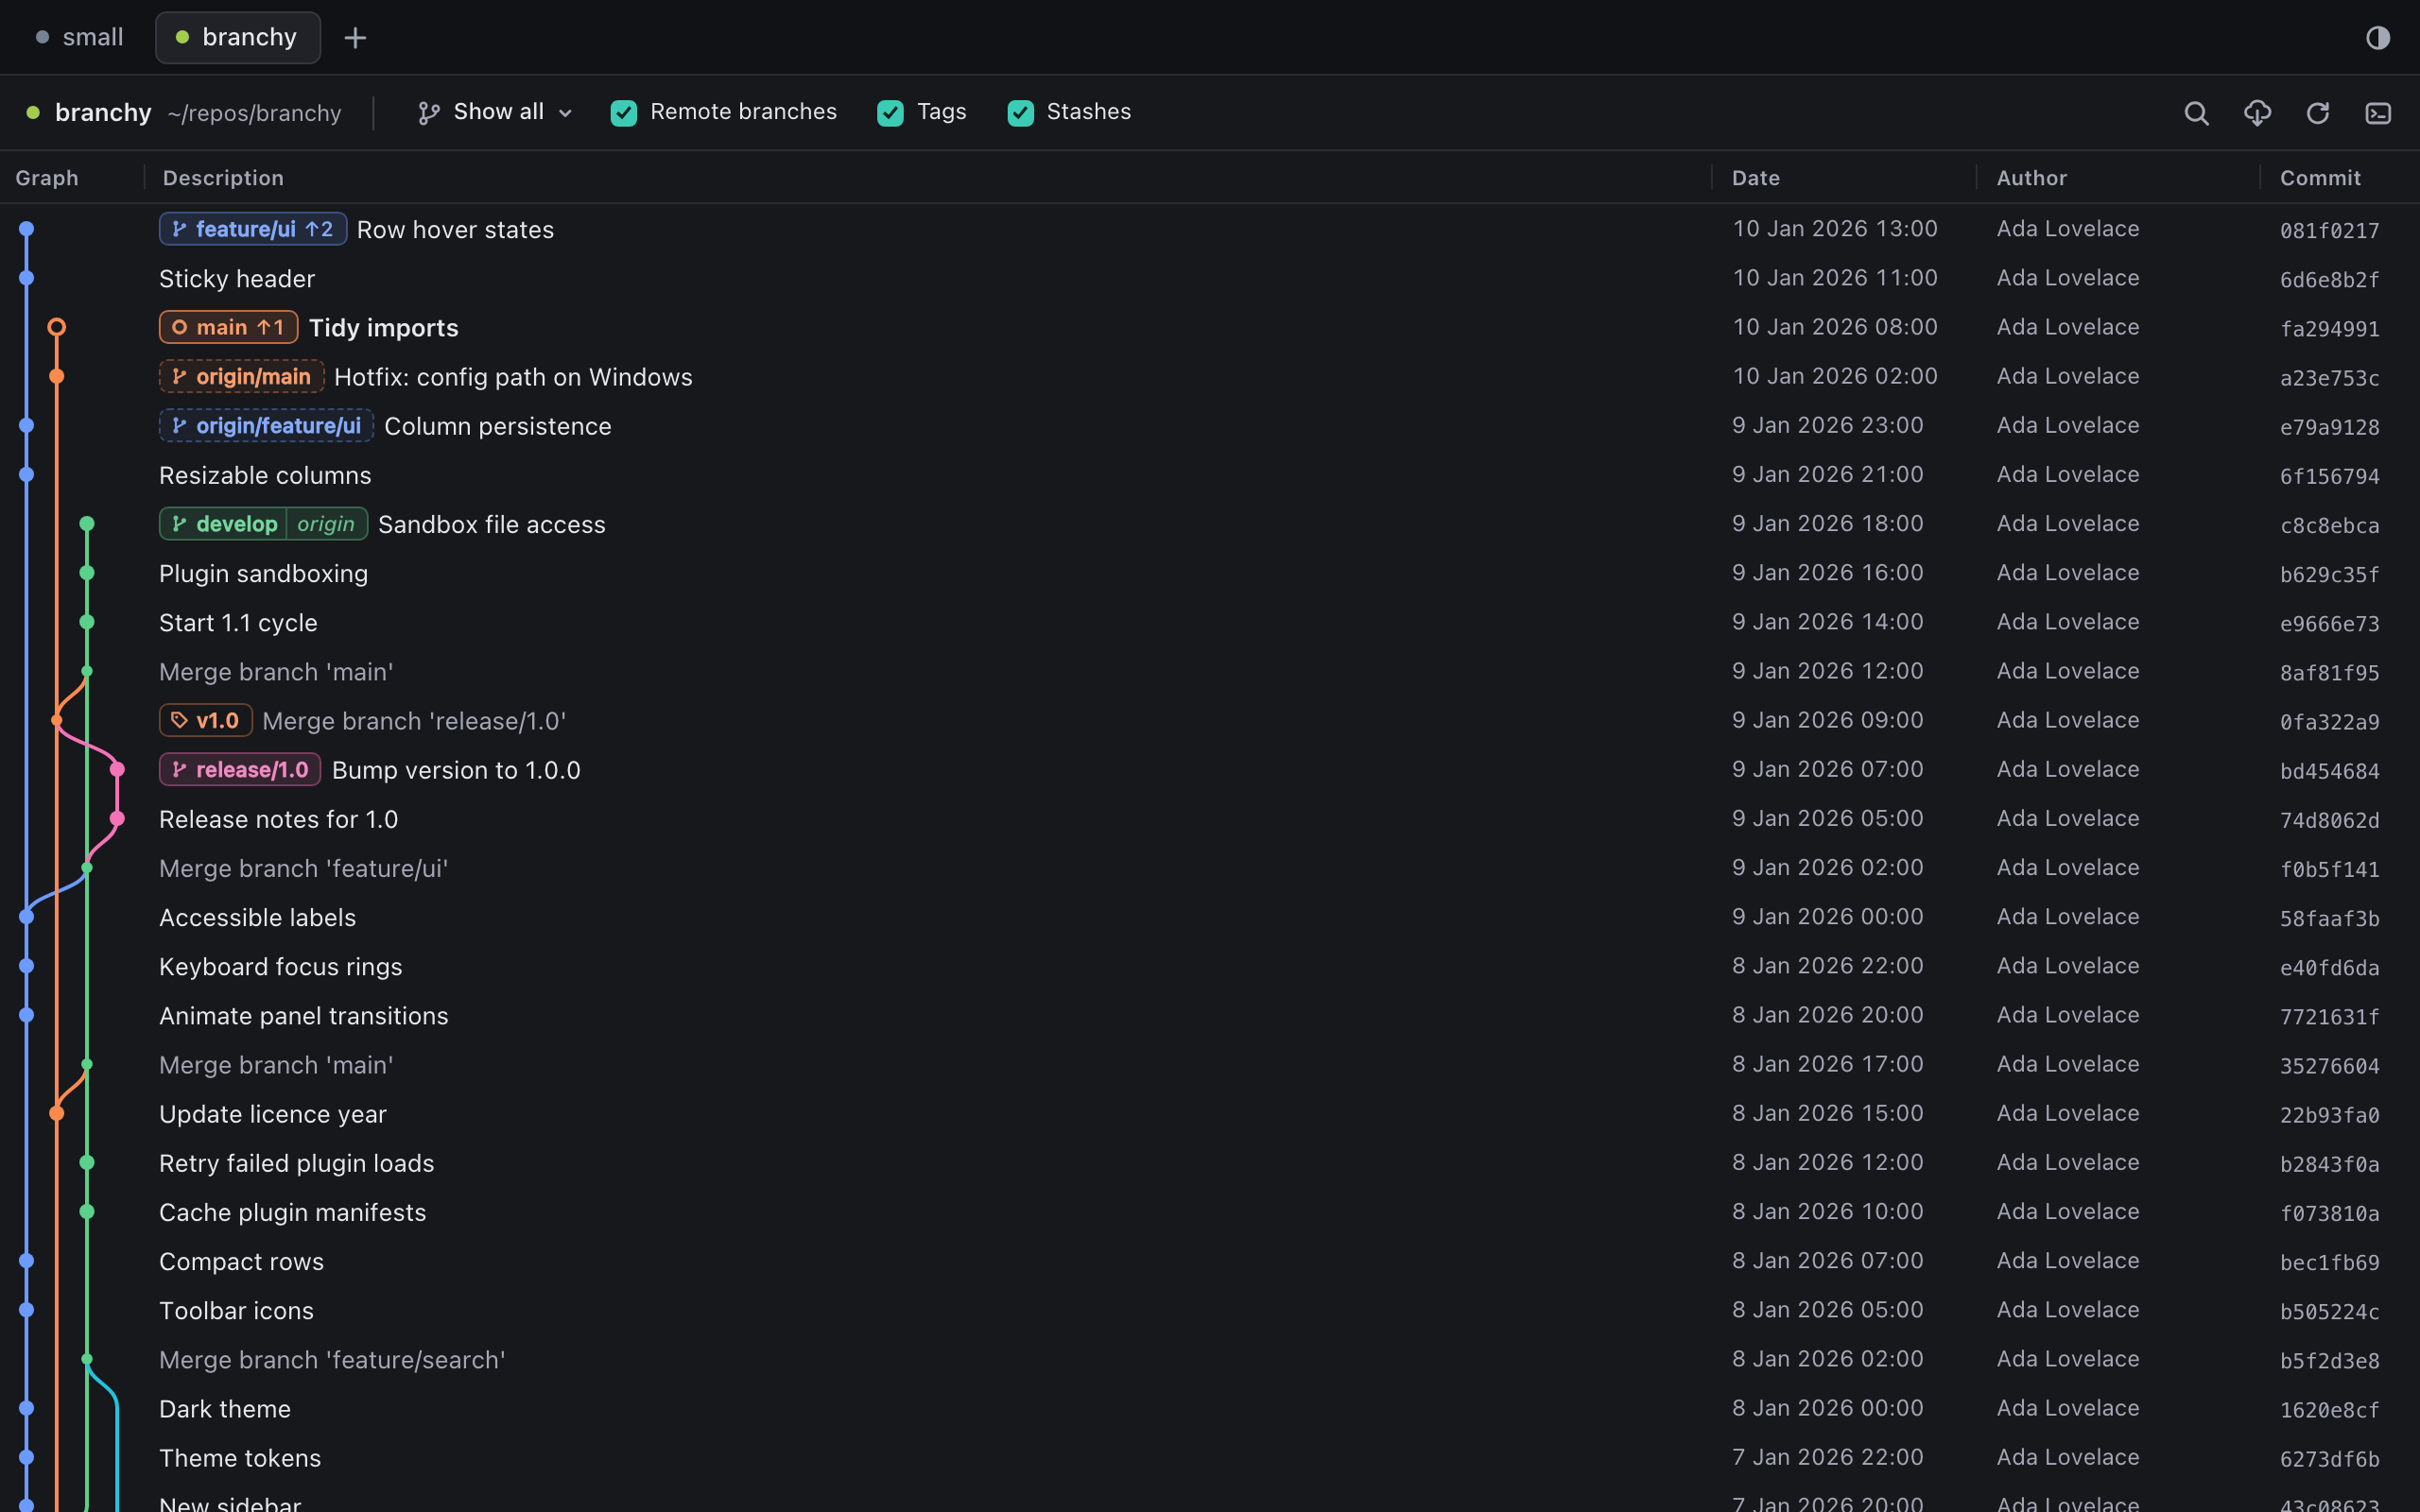 small branchy
branchy ~/repos/branchy Show all Remote branches Tags Stashes
Graph Description Date Author Commit
feature/ui ↑2 Row hover states 10 Jan 2026 13:00 Ada Lovelace 081f0217
Sticky header 10 Jan 2026 11:00 Ada Lovelace 6d6e8b2f
main ↑1 Tidy imports 10 Jan 2026 08:00 Ada Lovelace fa294991
origin/main Hotfix: config path on Windows 10 Jan 2026 02:00 Ada Lovelace a23e753c
origin/feature/ui Column persistence 9 Jan 2026 23:00 Ada Lovelace e79a9128
Resizable columns 9 Jan 2026 21:00 Ada Lovelace 6f156794
develop origin Sandbox file access 9 Jan 2026 18:00 Ada Lovelace c8c8ebca
Plugin sandboxing 9 Jan 2026 16:00 Ada Lovelace b629c35f
Start 1.1 cycle 9 Jan 2026 14:00 Ada Lovelace e9666e73
Merge branch 'main' 9 Jan 2026 12:00 Ada Lovelace 8af81f95
v1.0 Merge branch 'release/1.0' 9 Jan 2026 09:00 Ada Lovelace 0fa322a9
release/1.0 Bump version to 1.0.0 9 Jan 2026 07:00 Ada Lovelace bd454684
Release notes for 1.0 9 Jan 2026 05:00 Ada Lovelace 74d8062d
Merge branch 'feature/ui' 9 Jan 2026 02:00 Ada Lovelace f0b5f141
Accessible labels 9 Jan 2026 00:00 Ada Lovelace 58faaf3b
Keyboard focus rings 8 Jan 2026 22:00 Ada Lovelace e40fd6da
Animate panel transitions 8 Jan 2026 20:00 Ada Lovelace 7721631f
Merge branch 'main' 8 Jan 2026 17:00 Ada Lovelace 35276604
Update licence year 8 Jan 2026 15:00 Ada Lovelace 22b93fa0
Retry failed plugin loads 8 Jan 2026 12:00 Ada Lovelace b2843f0a
Cache plugin manifests 8 Jan 2026 10:00 Ada Lovelace f073810a
Compact rows 8 Jan 2026 07:00 Ada Lovelace bec1fb69
Toolbar icons 8 Jan 2026 05:00 Ada Lovelace b505224c
Merge branch 'feature/search' 8 Jan 2026 02:00 Ada Lovelace b5f2d3e8
Dark theme 8 Jan 2026 00:00 Ada Lovelace 1620e8cf
Theme tokens 7 Jan 2026 22:00 Ada Lovelace 6273df6b
New sidebar 7 Jan 2026 20:00 Ada Lovelace 43c08623